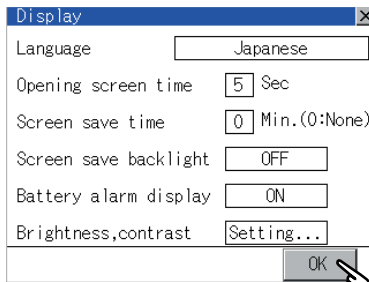 Display ×
Language Japanese
Opening screen time 5 Sec
Screen save time 0 Min.(0:None)
Screen save backlight OFF
Battery alarm display ON
Brightness,contrast Setting...
OK